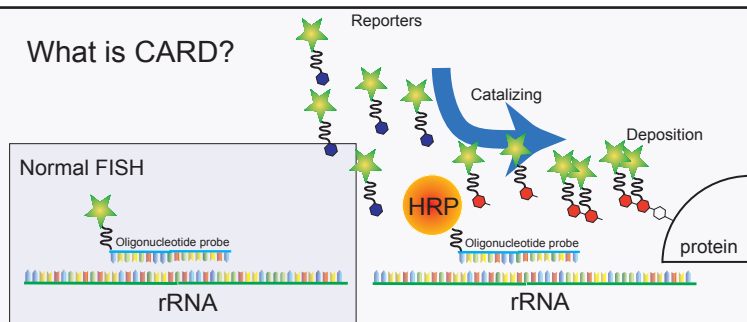 What is CARD?
Reporters
Catalizing
Deposition
Normal FISH
Oligonucleotide probe
rRNA
HRP
Oligonucleotide probe
protein
rRNA